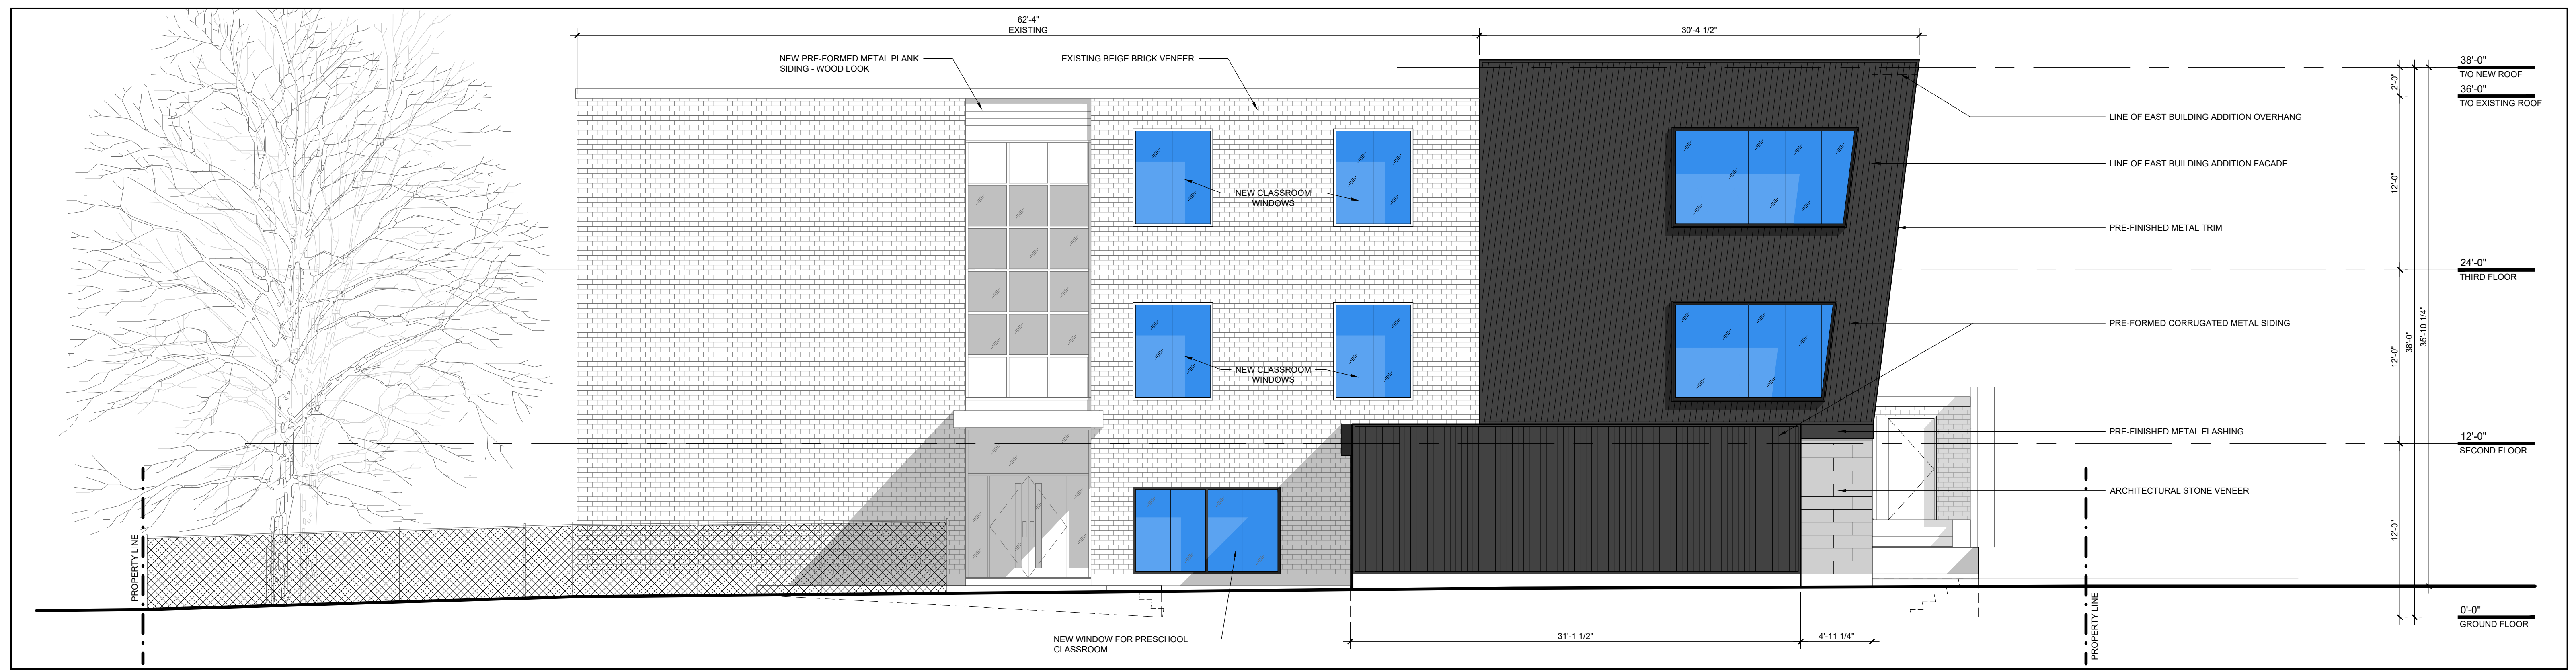 62'-4"
EXISTING
30'-4 1/2"
NEW PRE-FORMED METAL PLANK
SIDING - WOOD LOOK
EXISTING BEIGE BRICK VENEER
38'-0"
T/O NEW ROOF
2'-0"
36'-0"
T/O EXISTING ROOF
LINE OF EAST BUILDING ADDITION OVERHANG
LINE OF EAST BUILDING ADDITION FACADE
12'-0"
NEW CLASSROOM
WINDOWS
PRE-FINISHED METAL TRIM
24'-0"
THIRD FLOOR
PRE-FORMED CORRUGATED METAL SIDING
12'-0"
38'-0"
35'-10 1/4"
NEW CLASSROOM
WINDOWS
PRE-FINISHED METAL FLASHING
12'-0"
SECOND FLOOR
ARCHITECTURAL STONE VENEER
12'-0"
PROPERTY LINE
PROPERTY LINE
0'-0"
GROUND FLOOR
NEW WINDOW FOR PRESCHOOL
CLASSROOM
31'-1 1/2"
4'-11 1/4"